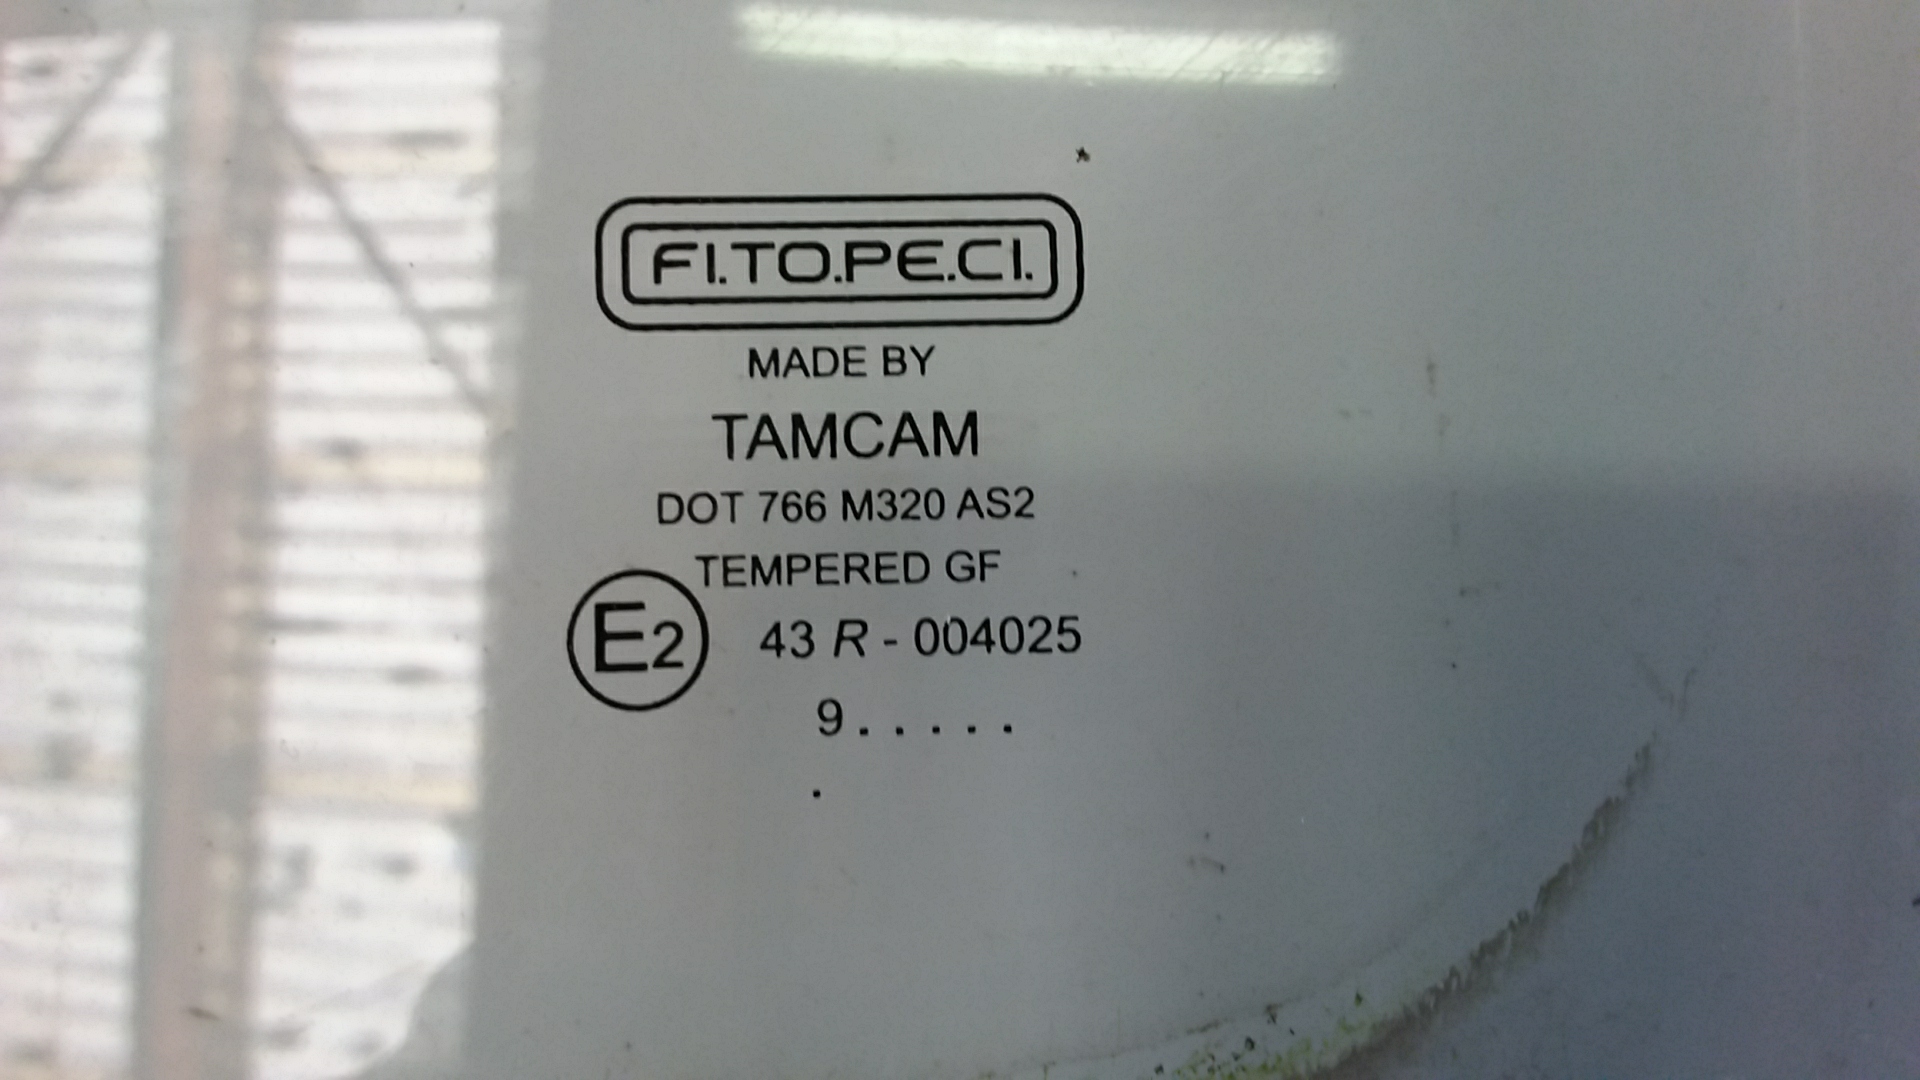 FI.TO.PE.CI.
MADE BY
TAMCAM
DOT 766 M320 AS2
TEMPERED GF
E2 43 R - 004025
9 . . . . .
.